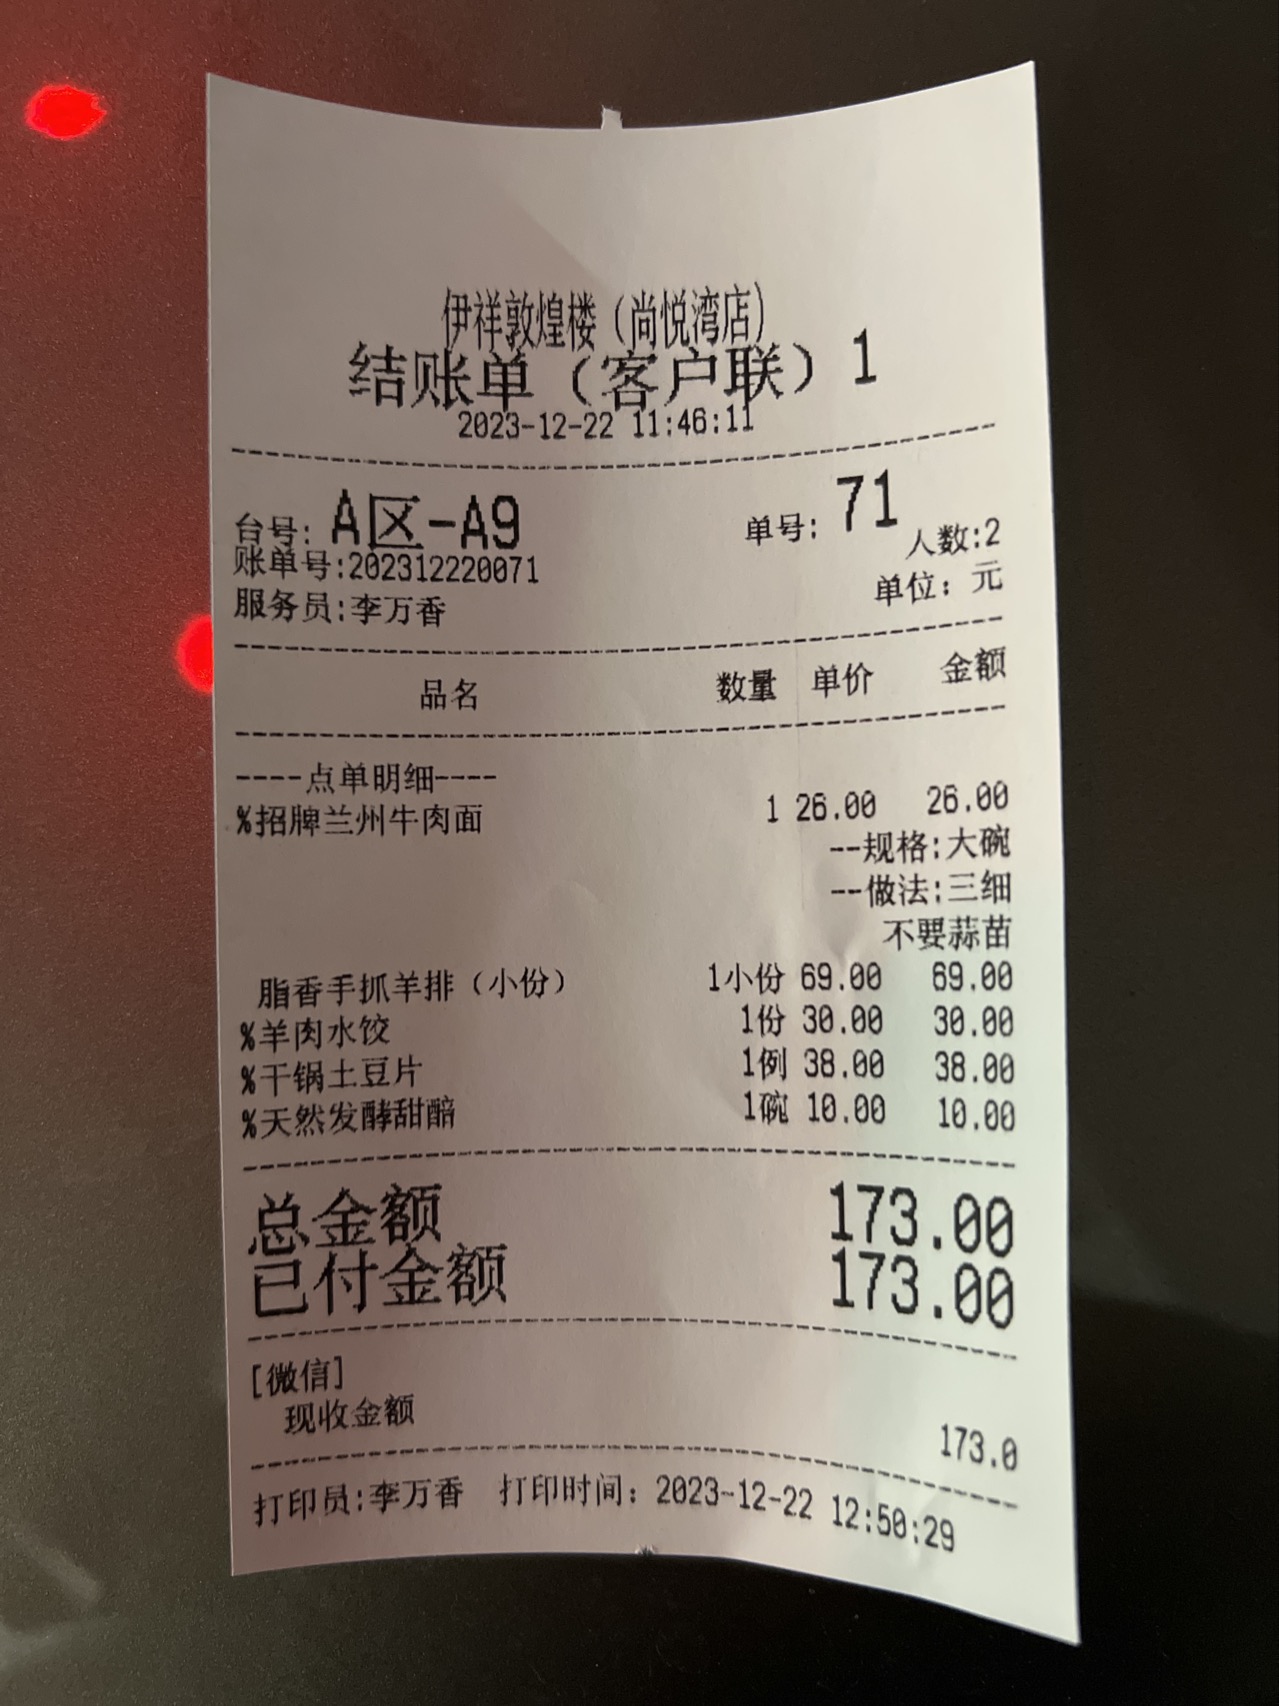 伊祥敦煌楼（尚悦湾店）
结账单（客户联）1
2023-12-22 11:46:11
台号: A区-A9 单号: 71
人数:2
账单号:202312220071
单位: 元
服务员:李万香
品名 数量 单价 金额
----点单明细----
%招牌兰州牛肉面 1 26.00 26.00
--规格:大碗
--做法:三细
不要蒜苗
脂香手抓羊排（小份） 1小份 69.00 69.00
%羊肉水饺 1份 30.00 30.00
%干锅土豆片 1例 38.00 38.00
%天然发酵甜醅 1碗 10.00 10.00
总金额 173.00
已付金额 173.00
[微信]
现收金额 173.0
打印员:李万香 打印时间: 2023-12-22 12:50:29